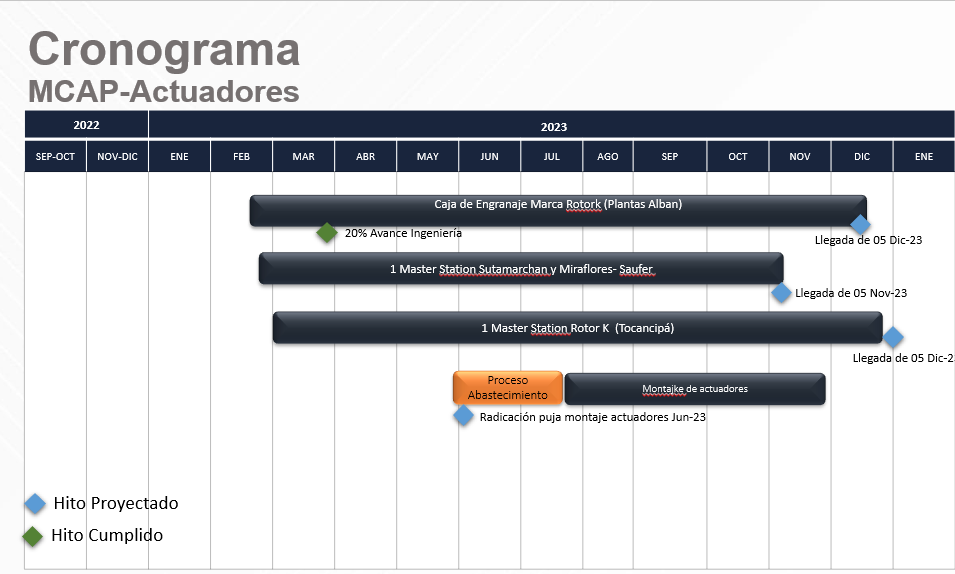 Cronograma
MCAP-Actuadores
2022 2023
SEP-OCT NOV-DIC ENE FEB MAR ABR MAY JUN JUL AGO SEP OCT NOV DIC ENE
Caja de Engranaje Marca Rotork (Plantas Alban)
20% Avance Ingeniería
Llegada de 05 Dic-23
1 Master Station Sutamarchan y Miraflores- Saufer
Llegada de 05 Nov-23
1 Master Station Rotor K (Tocancipá)
Llegada de 05 Dic-2
Proceso
Abastecimiento
Montajke de actuadores
Radicación puja montaje actuadores Jun-23
Hito Proyectado
Hito Cumplido